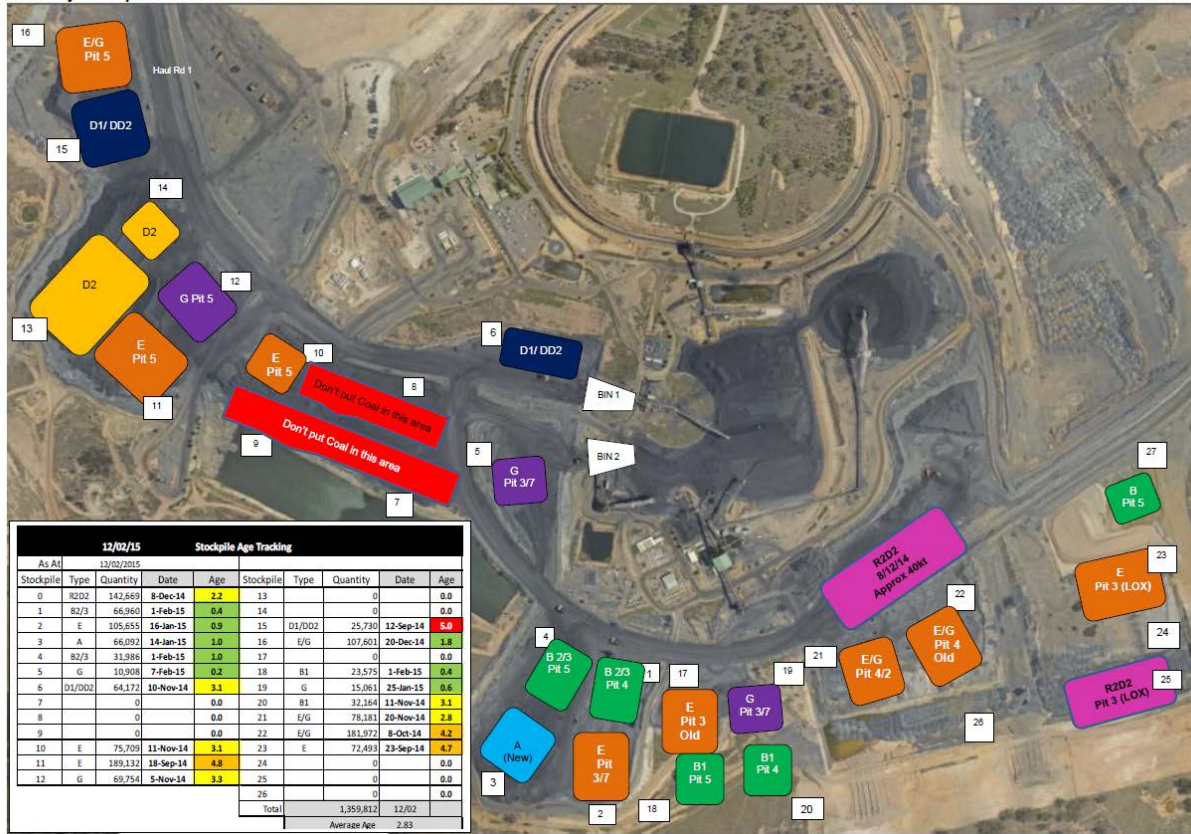 16
E/G
Pit 5
Haul Rd 1
D1/ DD2
15
14
D2
D2
12
G Pit 5
13
E
Pit 5
11
10
E
Pit 5
8
Don't put Coal in this area
Don't put Coal in this area
9
7
6
D1/ DD2
BIN 1
BIN 2
5
G
Pit 3/7
27
B
Pit 5
R2D2
8/12/14
Approx 40kt
23
E
Pit 3 (LOX)
22
E/G
Pit 4
Old
24
21
E/G
Pit 4/2
R2D2
Pit 3 (LOX)
25
26
4
B 2/3
Pit 5
B 2/3
Pit 4
1
17
E
Pit 3
Old
19
G
Pit 3/7
A
(New)
3
E
Pit
3/7
2
18
B1
Pit 5
B1
Pit 4
20
12/02/15 Stockpile Age Tracking
As At 12/02/2015
Stockpile Type Quantity Date Age Stockpile Type Quantity Date Age
0 R2D2 142,669 8-Dec-14 2.2 13 0 0.0
1 B2/3 66,960 1-Feb-15 0.4 14 0 0.0
2 E 105,655 16-Jan-15 0.9 15 D1/DD2 25,730 12-Sep-14 5.0
3 A 66,092 14-Jan-15 1.0 16 E/G 107,601 20-Dec-14 1.8
4 B2/3 31,986 1-Feb-15 1.0 17 0 0.0
5 G 10,908 7-Feb-15 0.2 18 B1 23,575 1-Feb-15 0.4
6 D1/DD2 64,172 10-Nov-14 3.1 19 G 15,061 25-Jan-15 0.6
7 0 0.0 20 B1 32,164 11-Nov-14 3.1
8 0 0.0 21 E/G 78,181 20-Nov-14 2.8
9 0 0.0 22 E/G 181,972 8-Oct-14 4.2
10 E 75,709 11-Nov-14 3.1 23 E 72,493 23-Sep-14 4.7
11 E 189,132 18-Sep-14 4.8 24 0 0.0
12 G 69,754 5-Nov-14 3.3 25 0 0.0
26 0 0.0
Total 1,359,812 12/02
Average Age 2.83